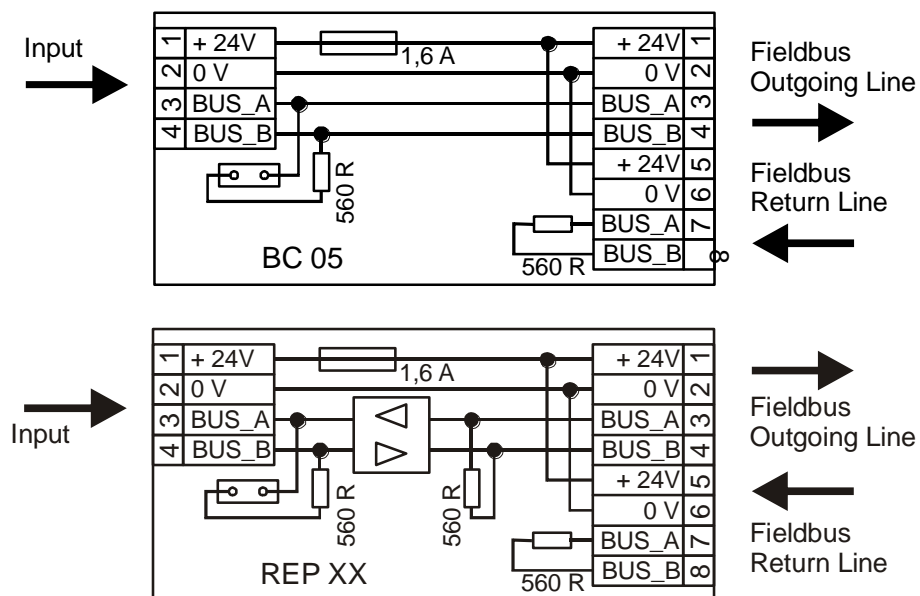 Input
1 + 24V
2 0 V
3 BUS_A
4 BUS_B
1,6 A
560 R
BC 05
560 R
+ 24V 1
0 V 2
BUS_A 3
BUS_B 4
+ 24V 5
0 V 6
BUS_A 7
BUS_B 8
Fieldbus
Outgoing Line
Fieldbus
Return Line
Input
1 + 24V
2 0 V
3 BUS_A
4 BUS_B
1,6 A
560 R
560 R
REP XX
560 R
+ 24V 1
0 V 2
BUS_A 3
BUS_B 4
+ 24V 5
0 V 6
BUS_A 7
BUS_B 8
Fieldbus
Outgoing Line
Fieldbus
Return Line